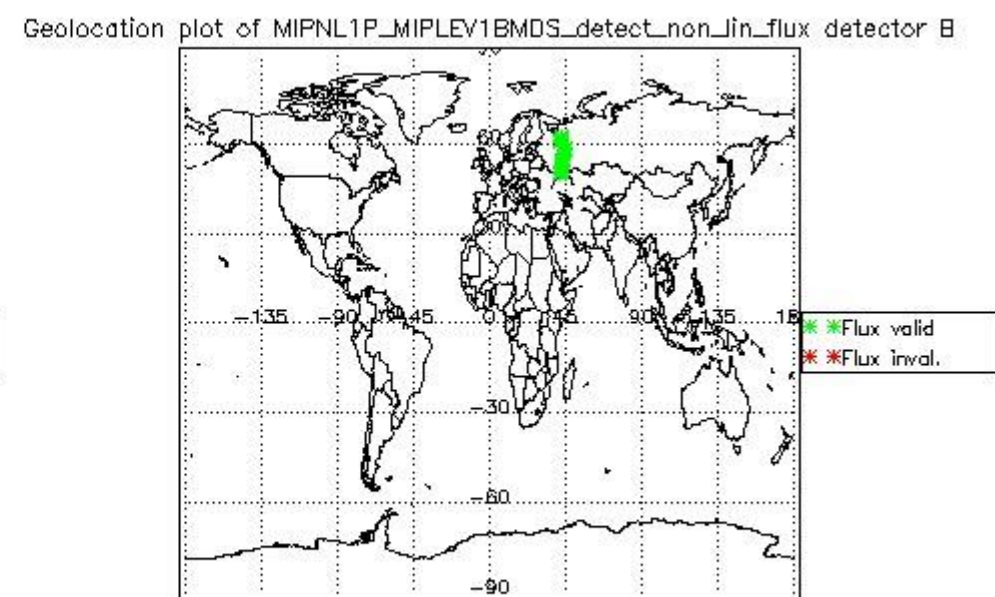 Geolocation plot of MIPNL1P_MIPLEV1BMDS_detect_non_lin_flux detector B
-135 -90 -45 0 45 90 135
Flux valid
Flux inval.
-30
-60
-90